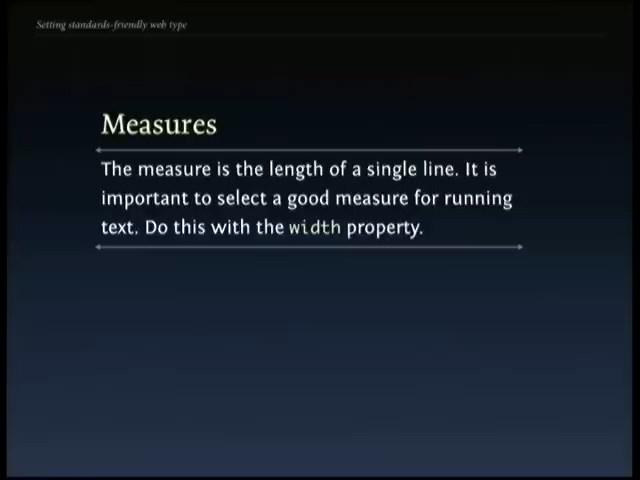 Setting standards-friendly web type
Measures
The measure is the length of a single line. It is
important to select a good measure for running
text. Do this with the width property.